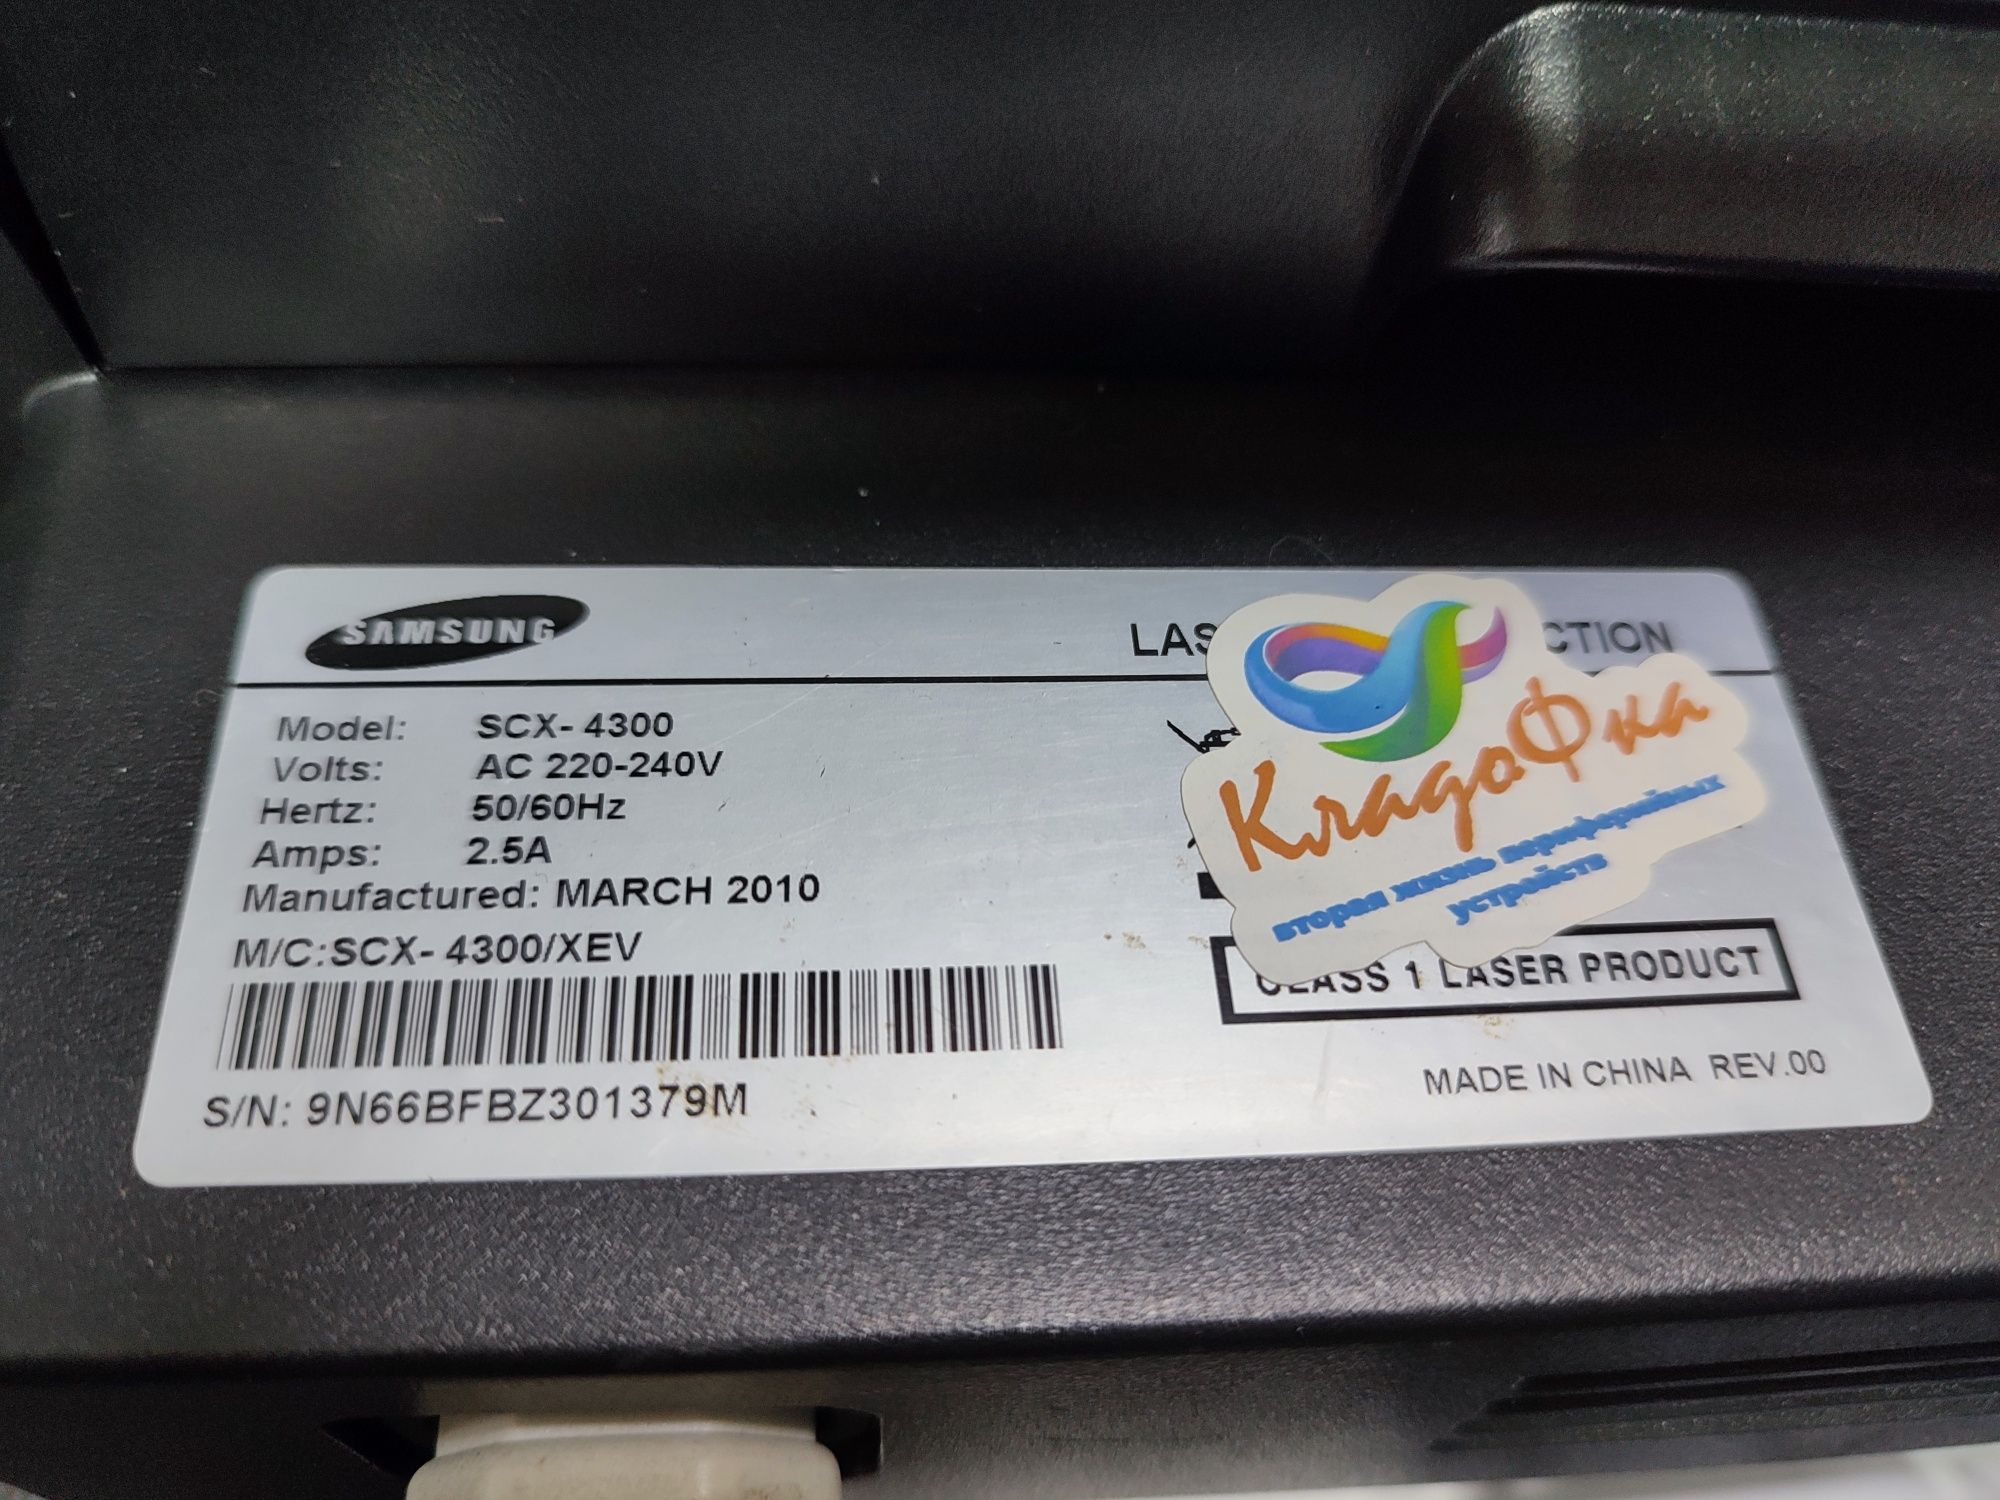 SAMSUNG
LAS CTION
Model: SCX- 4300
Volts: AC 220-240V
Hertz: 50/60Hz
Amps: 2.5A
Manufactured: MARCH 2010
M/C:SCX- 4300/XEV
S/N: 9N66BFBZ301379M
КладоФка
вторая жизнь периферийных
устройств
CLASS 1 LASER PRODUCT
MADE IN CHINA REV.00